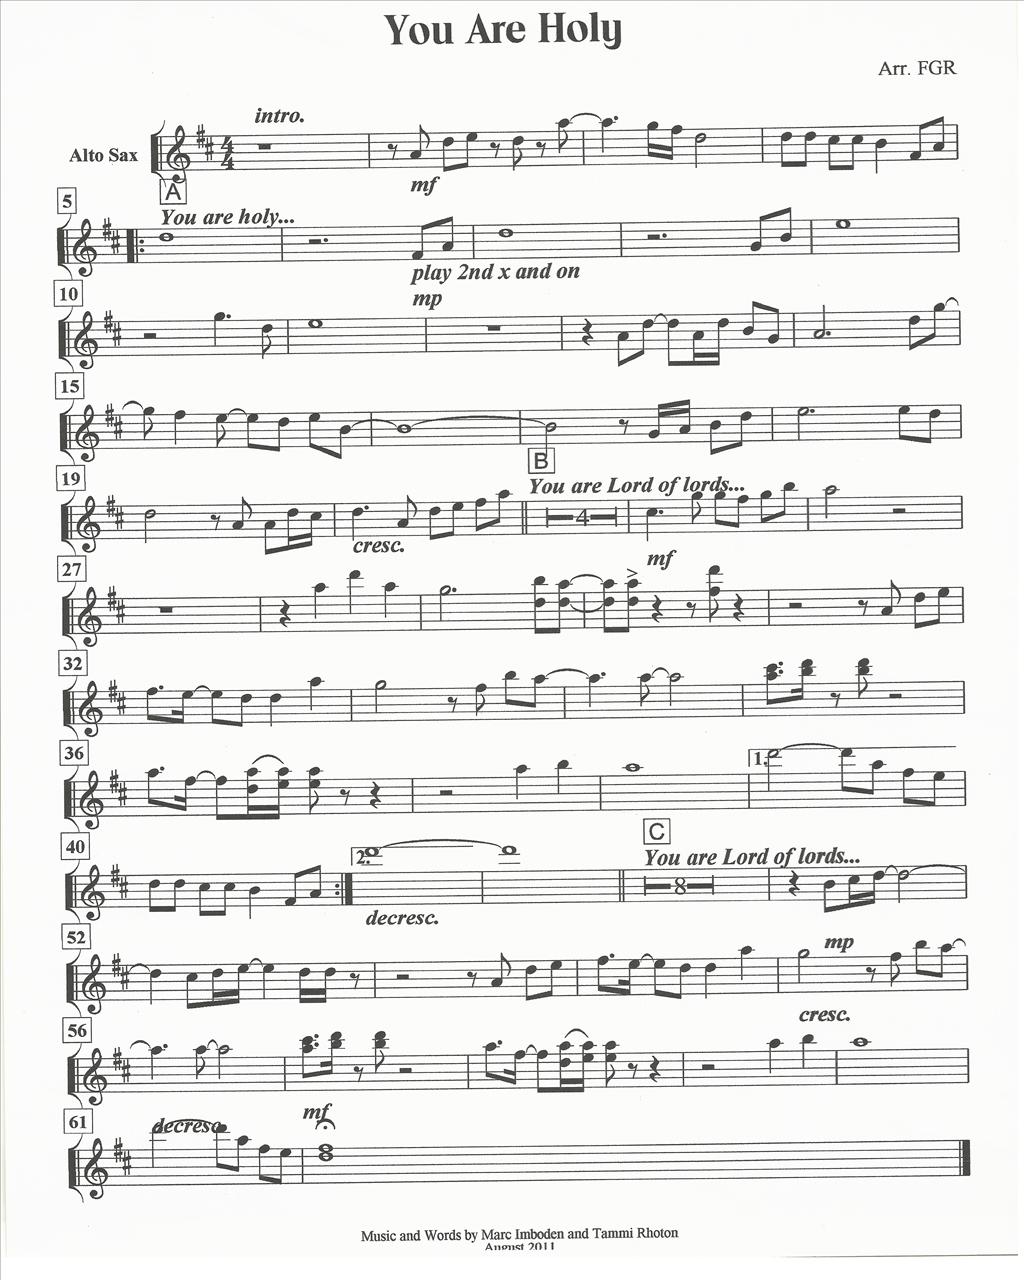 You Are Holy
Arr. FGR
intro.
Alto Sax
4
4
mf
A
5
You are holy...
play 2nd x and on
10
mp
15
B
19
You are Lord of lords...
4
cresc.
mf
27
32
36
1.
C
40
2.
You are Lord of lords...
8
decresc.
52
mp
cresc.
56
mf
61
decresc.
Music and Words by Marc Imboden and Tammi Rhoton
August 2011